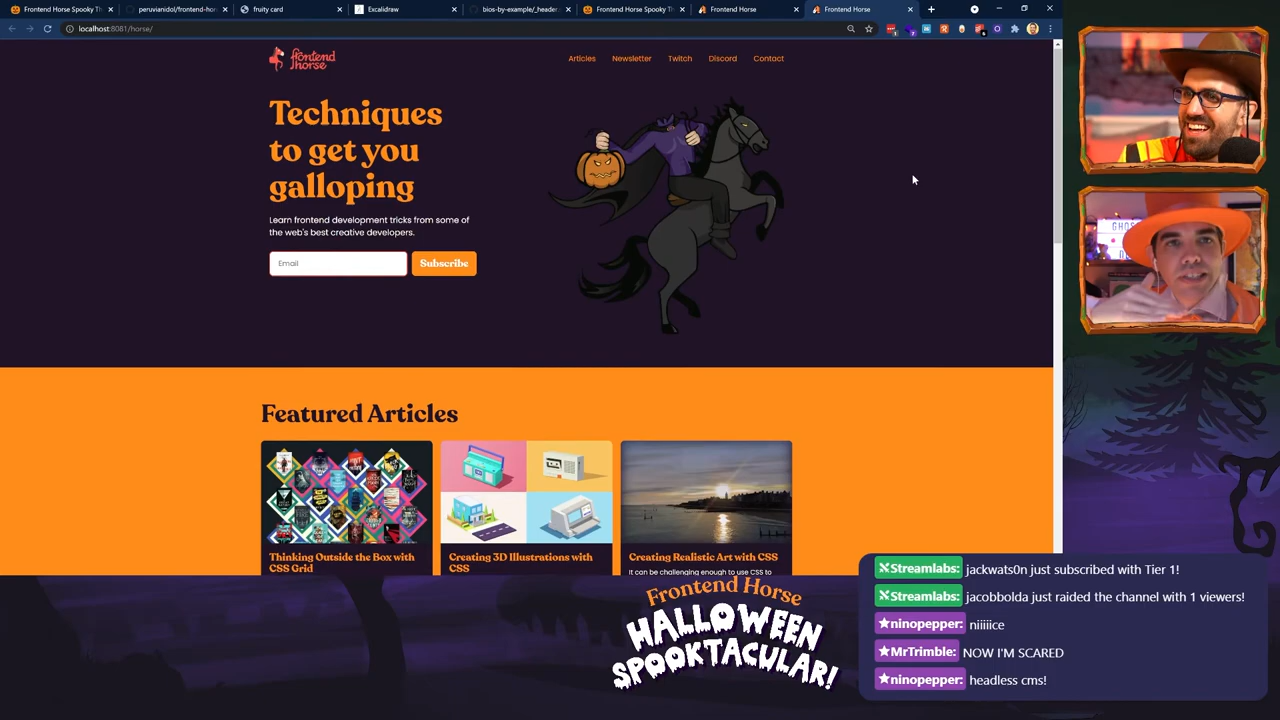 Frontend Horse Spooky Th
peruvianidol/frontend-hor
fruity card
Excalidraw
bios-by-example/_header.
Frontend Horse Spooky Th
Frontend Horse
Frontend Horse
localhost:8081/horse/
frontend
horse
Articles
Newsletter
Twitch
Discord
Contact
Techniques
to get you
galloping
Learn frontend development tricks from some of
the web's best creative developers.
Email
Subscribe
Featured Articles
Thinking Outside the Box with
CSS Grid
Creating 3D Illustrations with
CSS
Creating Realistic Art with CSS
It can be challenging enough to use CSS to
Frontend Horse
HALLOWEEN
SPOOKTACULAR!
Streamlabs: jackwats0n just subscribed with Tier 1!
Streamlabs: jacobbolda just raided the channel with 1 viewers!
ninopepper: niiiiice
MrTrimble: NOW I'M SCARED
ninopepper: headless cms!